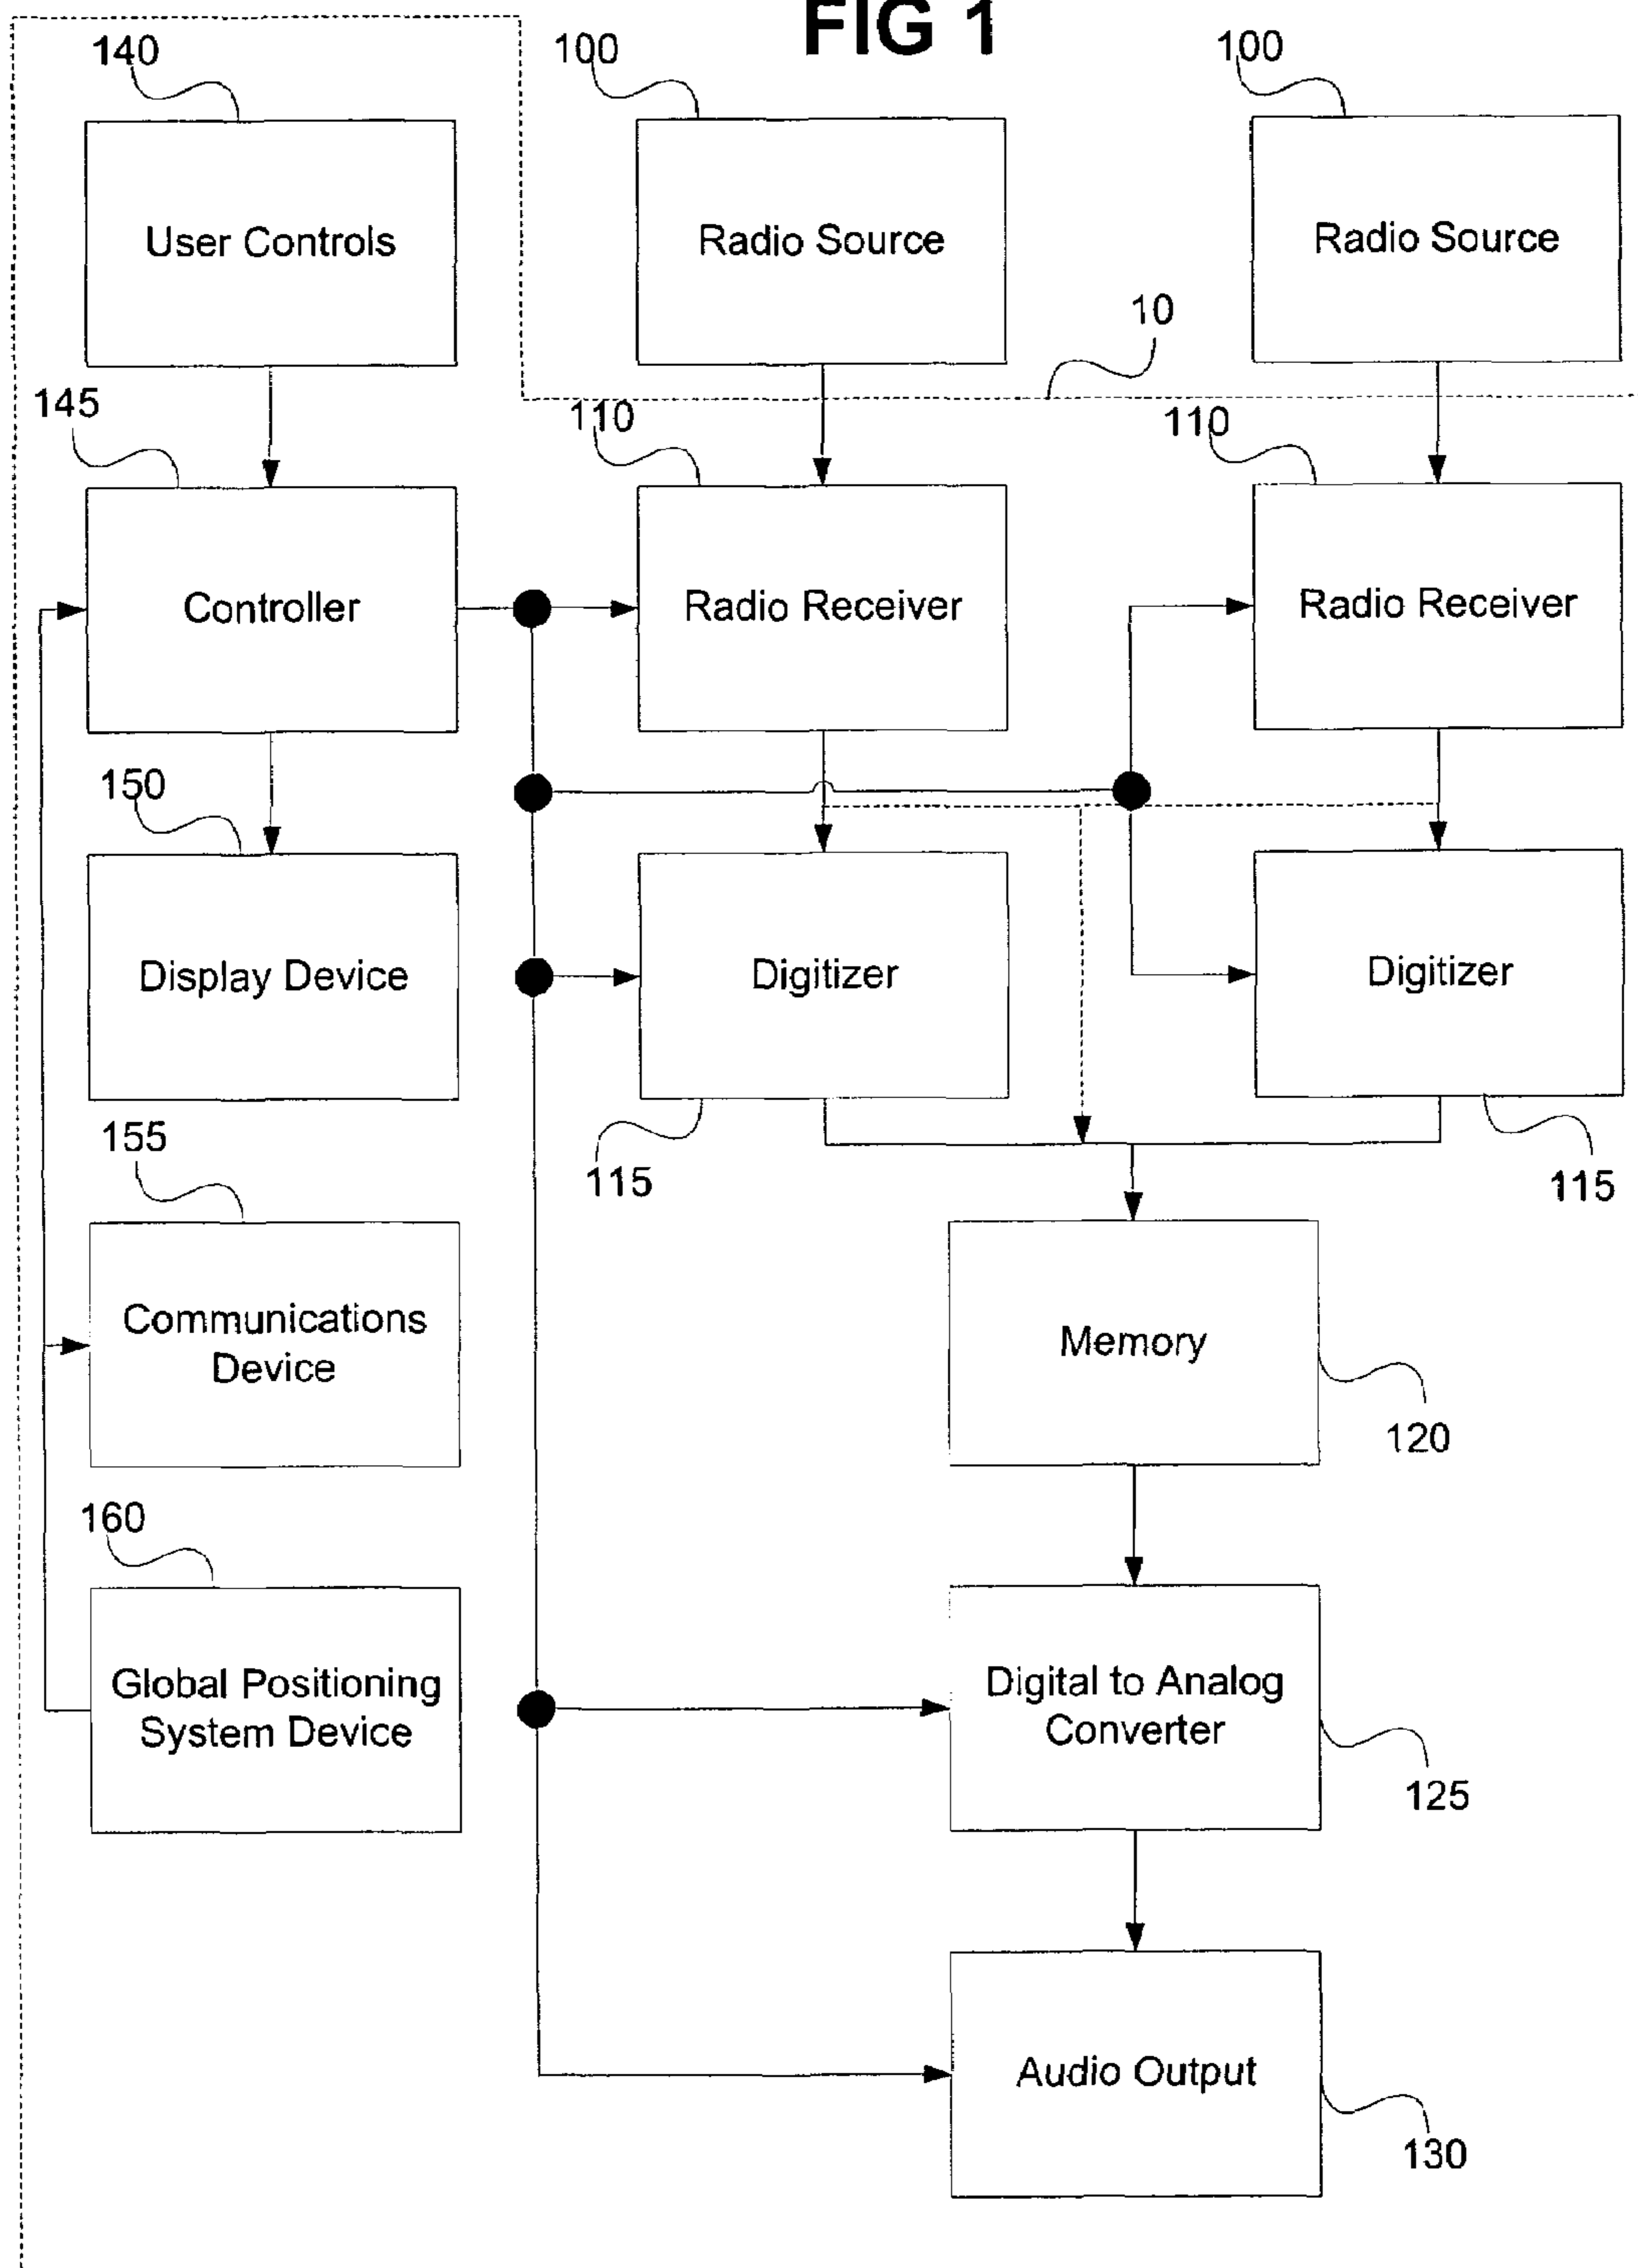 FIG 1
140
100
100
User Controls
Radio Source
Radio Source
10
145
110
110
Controller
Radio Receiver
Radio Receiver
150
Display Device
Digitizer
Digitizer
155
115
115
Communications
Device
Memory
120
160
Global Positioning
System Device
Digital to Analog
Converter
125
Audio Output
130